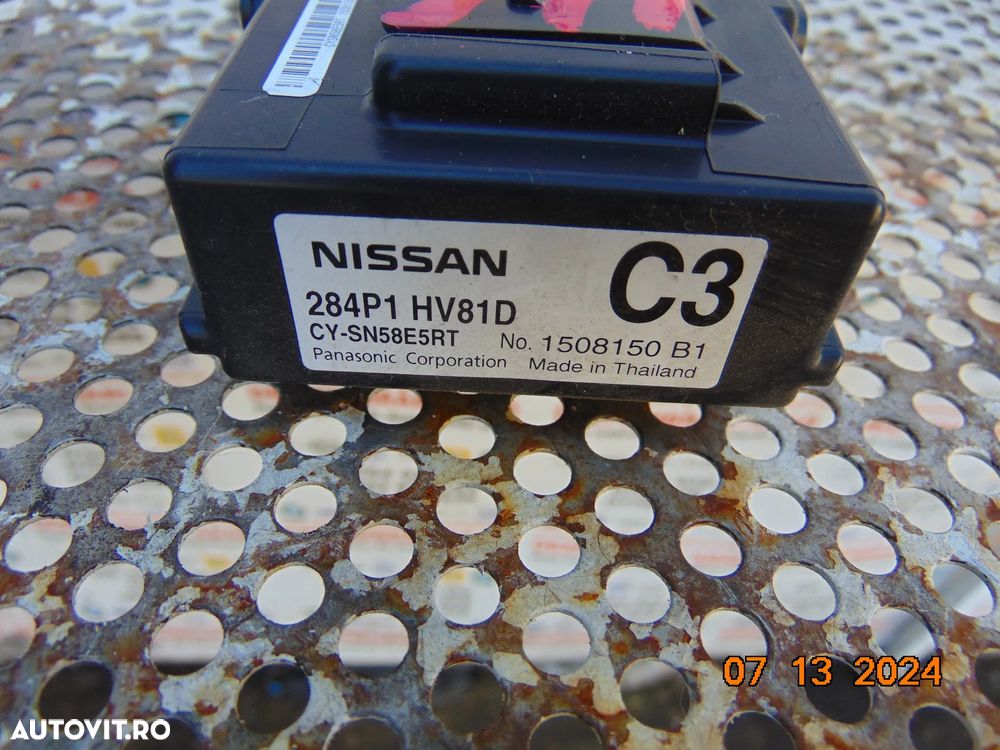 NISSAN
C3
284P1 HV81D
CY-SN58E5RT No. 1508150 B1
Panasonic Corporation Made in Thailand
07 13 2024
AUTOVIT.RO